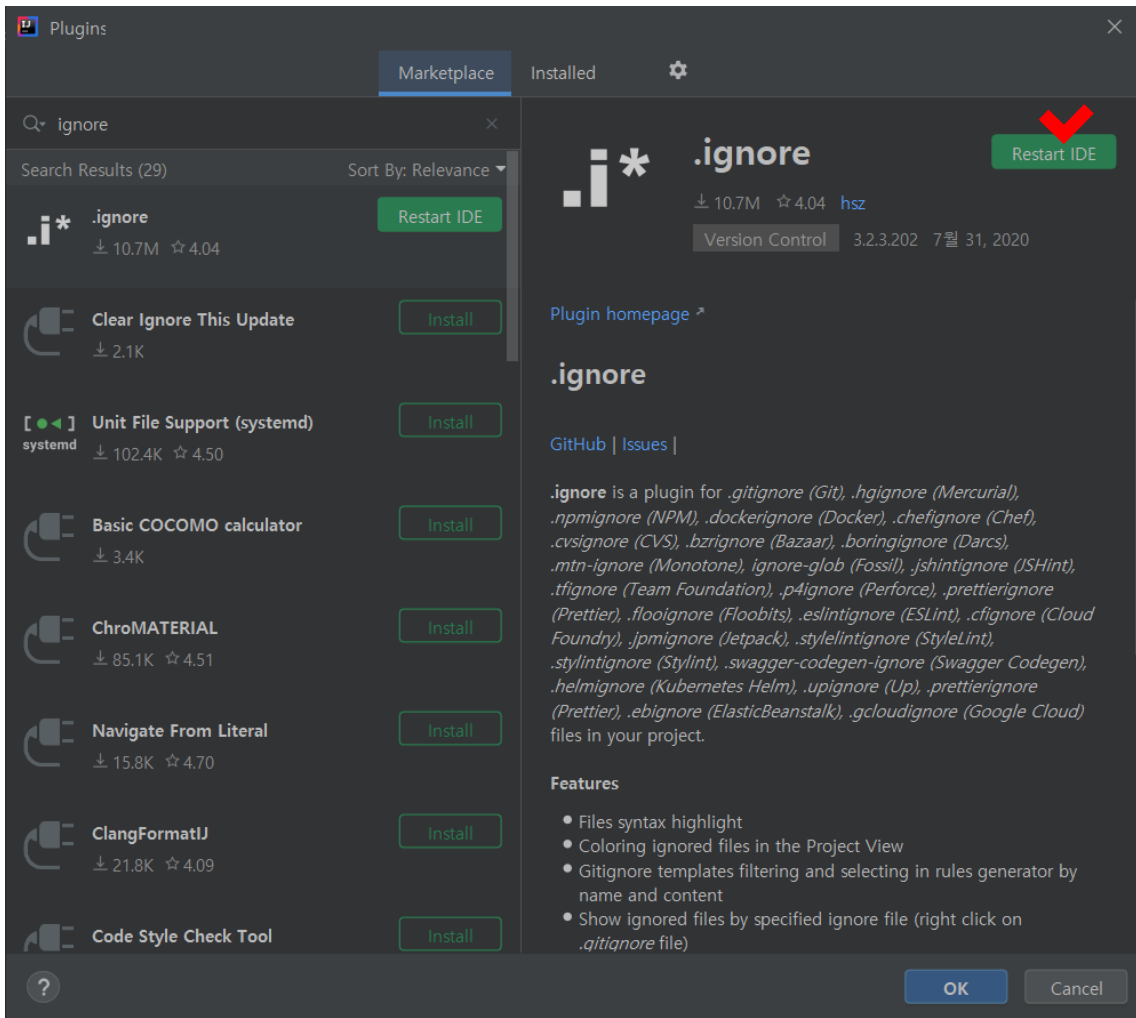 Plugins
Marketplace Installed
ignore
Search Results (29) Sort By: Relevance
.i* .ignore Restart IDE
10.7M 4.04
Clear Ignore This Update Install
2.1K
Unit File Support (systemd) Install
systemd
102.4K 4.50
Basic COCOMO calculator Install
3.4K
ChroMATERIAL Install
85.1K 4.51
Navigate From Literal Install
15.8K 4.70
ClangFormatIJ Install
21.8K 4.09
Code Style Check Tool Install
.i* .ignore Restart IDE
10.7M 4.04 hsz
Version Control 3.2.3.202 7월 31, 2020
Plugin homepage
.ignore
GitHub | Issues |
.ignore is a plugin for .gitignore (Git), .hgignore (Mercurial),
.npmignore (NPM), .dockerignore (Docker), .chefignore (Chef),
.cvsignore (CVS), .bzrignore (Bazaar), .boringignore (Darcs),
.mtn-ignore (Monotone), ignore-glob (Fossil), .jshintignore (JSHint),
.tfignore (Team Foundation), .p4ignore (Perforce), .prettierignore
(Prettier), .flooignore (Floobits), .eslintignore (ESLint), .cfignore (Cloud
Foundry), .jpmignore (Jetpack), .stylelintignore (StyleLint),
.stylintignore (Stylint), .swagger-codegen-ignore (Swagger Codegen),
.helmignore (Kubernetes Helm), .upignore (Up), .prettierignore
(Prettier), .ebignore (ElasticBeanstalk), .gcloudignore (Google Cloud)
files in your project.
Features
Files syntax highlight
Coloring ignored files in the Project View
Gitignore templates filtering and selecting in rules generator by
name and content
Show ignored files by specified ignore file (right click on
.gitignore file)
? OK Cancel